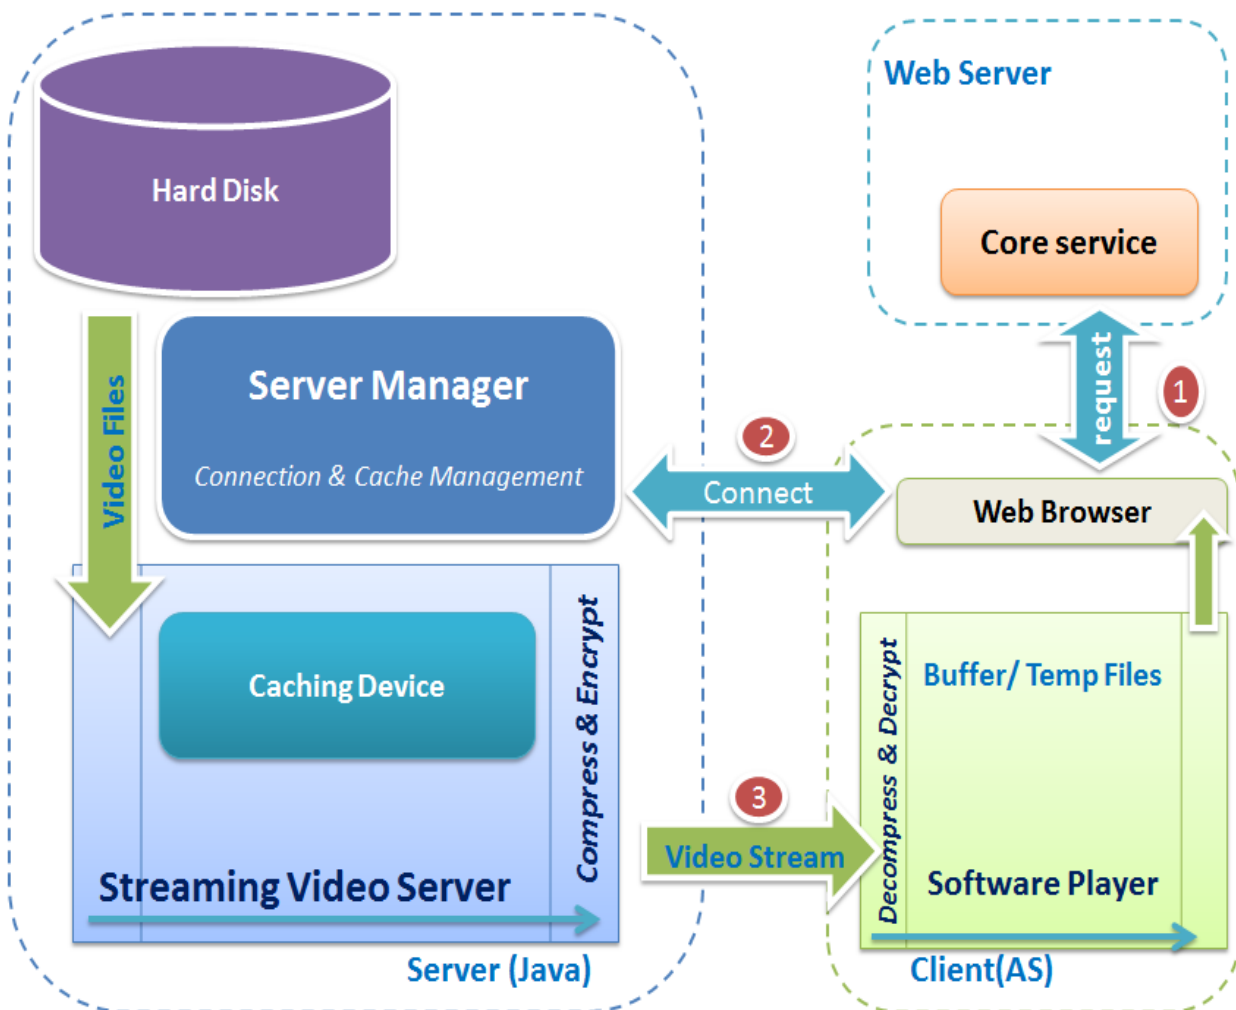 Web Server
Hard Disk
Core service
request
1
Server Manager
Connection & Cache Management
Video Files
2
Connect
Web Browser
Caching Device
Compress & Encrypt
Streaming Video Server
Server (Java)
3
Video Stream
Decompress & Decrypt
Buffer/ Temp Files
Software Player
Client(AS)